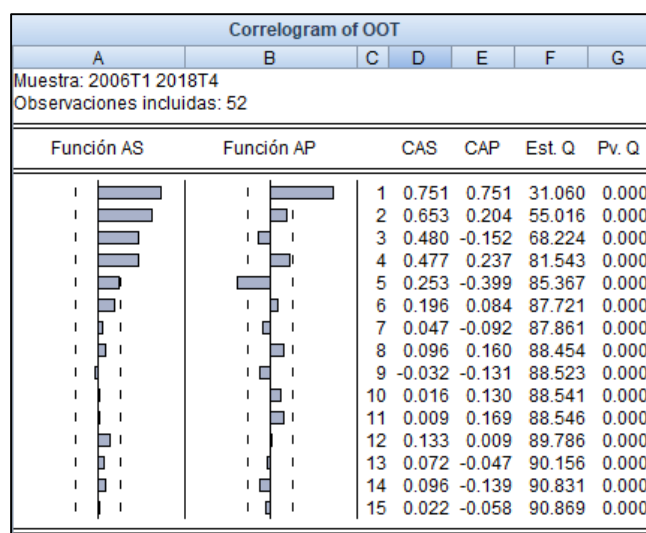 Correlogram of OOT
A B C D E F G
Muestra: 2006T1 2018T4
Observaciones incluidas: 52
Función AS Función AP CAS CAP Est. Q Pv. Q
1 0.751 0.751 31.060 0.000
2 0.653 0.204 55.016 0.000
3 0.480 -0.152 68.224 0.000
4 0.477 0.237 81.543 0.000
5 0.253 -0.399 85.367 0.000
6 0.196 0.084 87.721 0.000
7 0.047 -0.092 87.861 0.000
8 0.096 0.160 88.454 0.000
9 -0.032 -0.131 88.523 0.000
10 0.016 0.130 88.541 0.000
11 0.009 0.169 88.546 0.000
12 0.133 0.009 89.786 0.000
13 0.072 -0.047 90.156 0.000
14 0.096 -0.139 90.831 0.000
15 0.022 -0.058 90.869 0.000